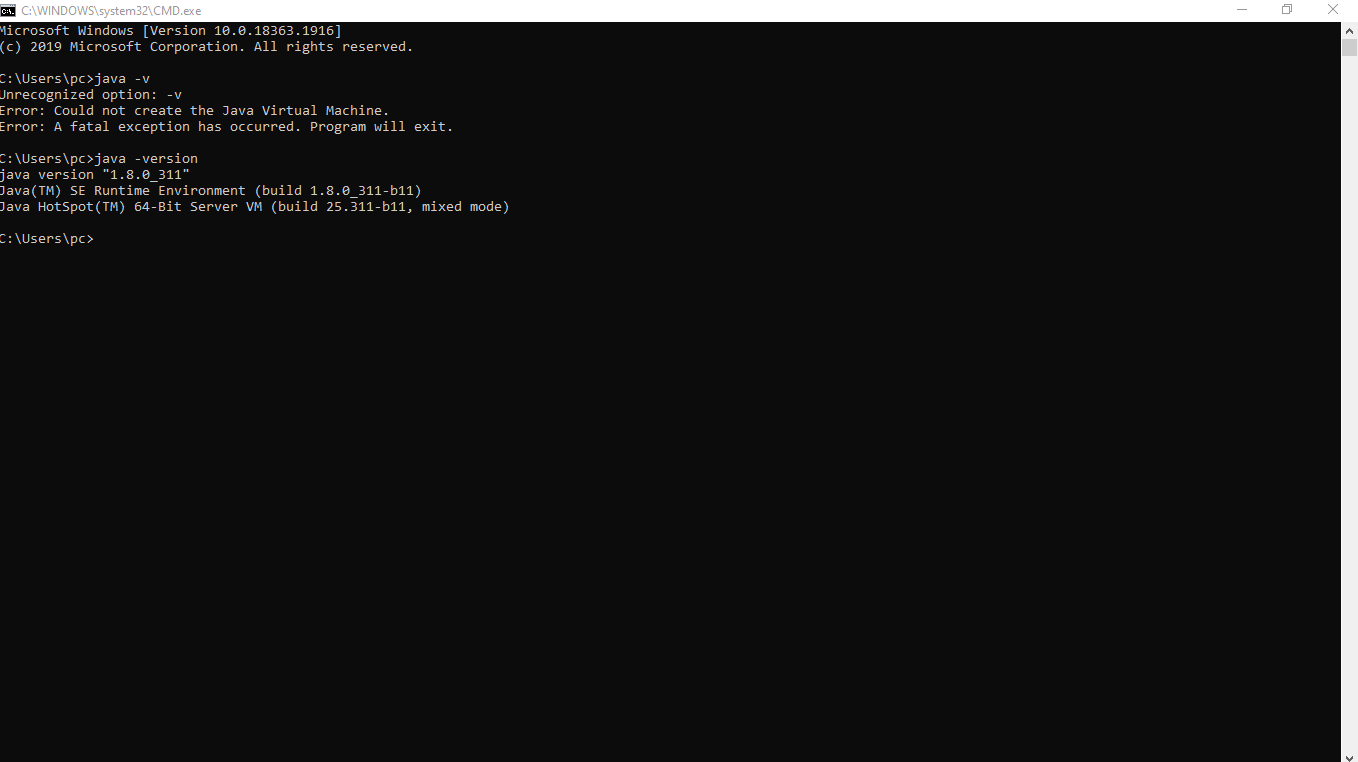 C:\WINDOWS\system32\CMD.exe
Microsoft Windows [Version 10.0.18363.1916]
(c) 2019 Microsoft Corporation. All rights reserved.
C:\Users\pc>java -v
Unrecognized option: -v
Error: Could not create the Java Virtual Machine.
Error: A fatal exception has occurred. Program will exit.
C:\Users\pc>java -version
java version "1.8.0_311"
Java(TM) SE Runtime Environment (build 1.8.0_311-b11)
Java HotSpot(TM) 64-Bit Server VM (build 25.311-b11, mixed mode)
C:\Users\pc>